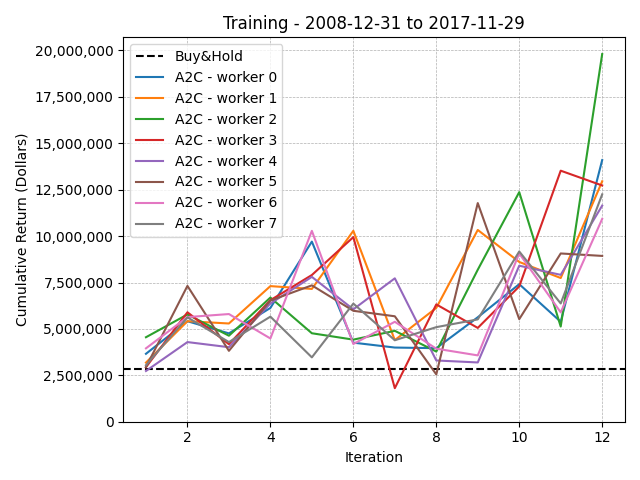 Training - 2008-12-31 to 2017-11-29
Cumulative Return (Dollars)
20,000,000
17,500,000
15,000,000
12,500,000
10,000,000
7,500,000
5,000,000
2,500,000
0
Buy&Hold
A2C - worker 0
A2C - worker 1
A2C - worker 2
A2C - worker 3
A2C - worker 4
A2C - worker 5
A2C - worker 6
A2C - worker 7
2 4 6 8 10 12
Iteration